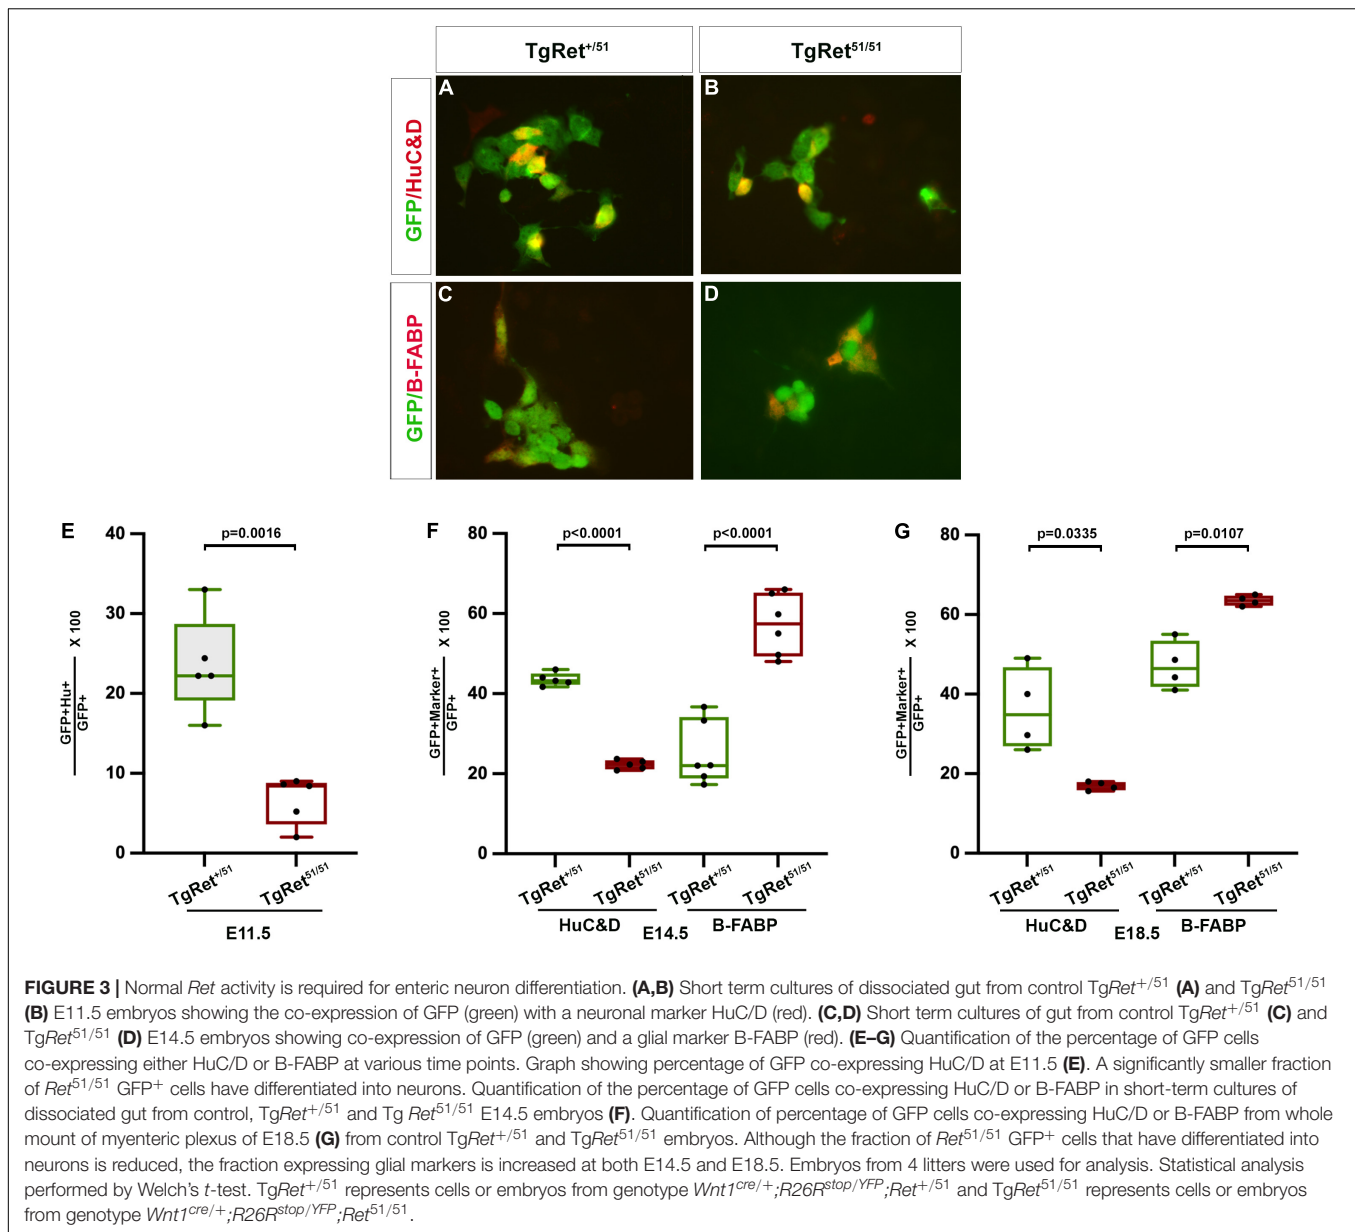 TgRet+/51
TgRet51/51
GFP/HuC&D
A
B
GFP/B-FABP
C
D
E
40
30
20
10
0
GFP+Hu+
GFP+
X 100
p=0.0016
TgRet+/51
TgRet51/51
E11.5
F
80
60
40
20
0
GFP+Marker+
GFP+
X 100
p<0.0001
p<0.0001
TgRet+/51
TgRet51/51
TgRet+/51
TgRet51/51
HuC&D
E14.5
B-FABP
G
80
60
40
20
0
GFP+Marker+
GFP+
X 100
p=0.0335
p=0.0107
TgRet+/51
TgRet51/51
TgRet+/51
TgRet51/51
HuC&D
E18.5
B-FABP
FIGURE 3 | Normal Ret activity is required for enteric neuron differentiation. (A,B) Short term cultures of dissociated gut from control TgRet+/51 (A) and TgRet51/51
(B) E11.5 embryos showing the co-expression of GFP (green) with a neuronal marker HuC/D (red). (C,D) Short term cultures of gut from control TgRet+/51 (C) and
TgRet51/51 (D) E14.5 embryos showing co-expression of GFP (green) and a glial marker B-FABP (red). (E–G) Quantification of the percentage of GFP cells
co-expressing either HuC/D or B-FABP at various time points. Graph showing percentage of GFP co-expressing HuC/D at E11.5 (E). A significantly smaller fraction
of Ret51/51 GFP+ cells have differentiated into neurons. Quantification of the percentage of GFP cells co-expressing HuC/D or B-FABP in short-term cultures of
dissociated gut from control, TgRet+/51 and Tg Ret51/51 E14.5 embryos (F). Quantification of percentage of GFP cells co-expressing HuC/D or B-FABP from whole
mount of myenteric plexus of E18.5 (G) from control TgRet+/51 and TgRet51/51 embryos. Although the fraction of Ret51/51 GFP+ cells that have differentiated into
neurons is reduced, the fraction expressing glial markers is increased at both E14.5 and E18.5. Embryos from 4 litters were used for analysis. Statistical analysis
performed by Welch's t-test. TgRet+/51 represents cells or embryos from genotype Wnt1cre/+;R26Rstop/YFP;Ret+/51 and TgRet51/51 represents cells or embryos
from genotype Wnt1cre/+;R26Rstop/YFP;Ret51/51.